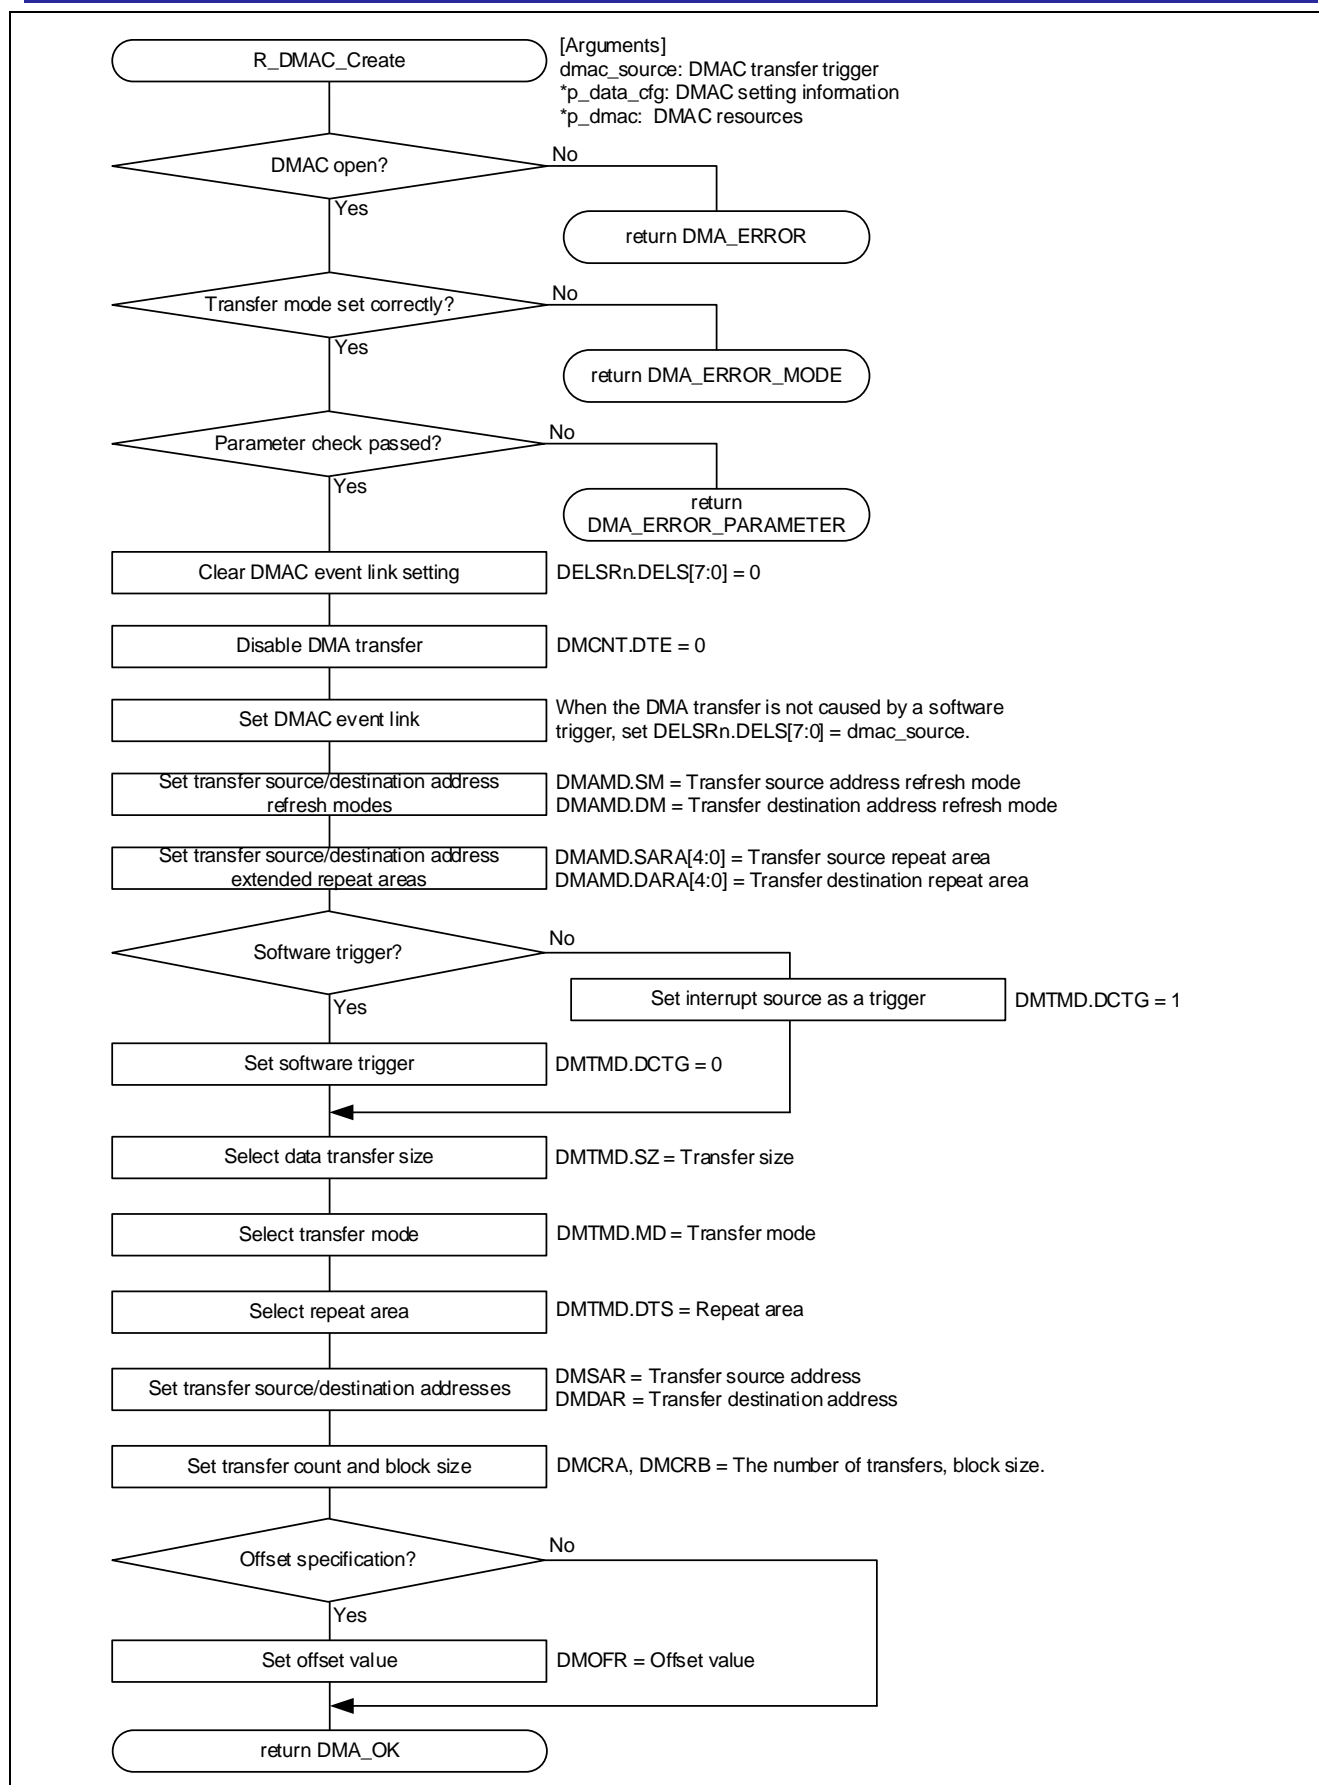 R_DMAC_Create
[Arguments]
dmac_source: DMAC transfer trigger
*p_data_cfg: DMAC setting information
*p_dmac: DMAC resources
DMAC open?
No
Yes
return DMA_ERROR
Transfer mode set correctly?
No
Yes
return DMA_ERROR_MODE
Parameter check passed?
No
Yes
return
DMA_ERROR_PARAMETER
Clear DMAC event link setting
DELSRn.DELS[7:0] = 0
Disable DMA transfer
DMCNT.DTE = 0
Set DMAC event link
When the DMA transfer is not caused by a software
trigger, set DELSRn.DELS[7:0] = dmac_source.
Set transfer source/destination address
refresh modes
DMAMD.SM = Transfer source address refresh mode
DMAMD.DM = Transfer destination address refresh mode
Set transfer source/destination address
extended repeat areas
DMAMD.SARA[4:0] = Transfer source repeat area
DMAMD.DARA[4:0] = Transfer destination repeat area
Software trigger?
No
Yes
Set interrupt source as a trigger
DMTMD.DCTG = 1
Set software trigger
DMTMD.DCTG = 0
Select data transfer size
DMTMD.SZ = Transfer size
Select transfer mode
DMTMD.MD = Transfer mode
Select repeat area
DMTMD.DTS = Repeat area
Set transfer source/destination addresses
DMSAR = Transfer source address
DMDAR = Transfer destination address
Set transfer count and block size
DMCRA, DMCRB = The number of transfers, block size.
Offset specification?
No
Yes
Set offset value
DMOFR = Offset value
return DMA_OK